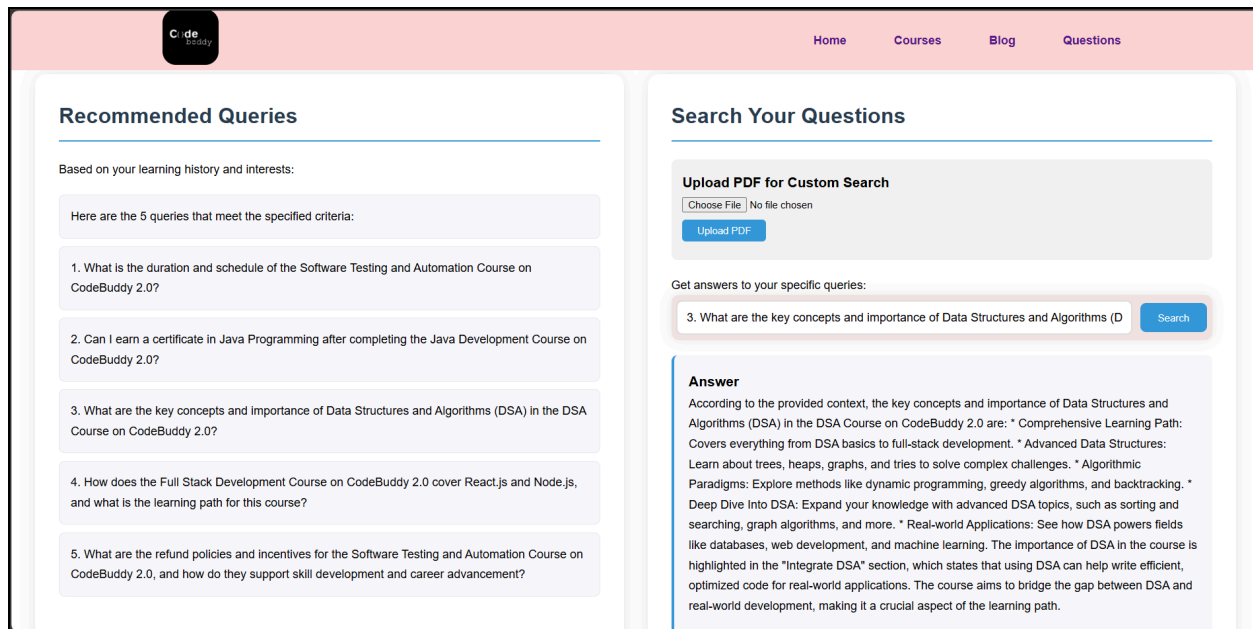 Code
baddy
Home
Courses
Blog
Questions
Recommended Queries
Based on your learning history and interests:
Here are the 5 queries that meet the specified criteria:
1. What is the duration and schedule of the Software Testing and Automation Course on
CodeBuddy 2.0?
2. Can I earn a certificate in Java Programming after completing the Java Development Course on
CodeBuddy 2.0?
3. What are the key concepts and importance of Data Structures and Algorithms (DSA) in the DSA
Course on CodeBuddy 2.0?
4. How does the Full Stack Development Course on CodeBuddy 2.0 cover React.js and Node.js,
and what is the learning path for this course?
5. What are the refund policies and incentives for the Software Testing and Automation Course on
CodeBuddy 2.0, and how do they support skill development and career advancement?
Search Your Questions
Upload PDF for Custom Search
Choose File No file chosen
Upload PDF
Get answers to your specific queries:
3. What are the key concepts and importance of Data Structures and Algorithms (D
Search
Answer
According to the provided context, the key concepts and importance of Data Structures and
Algorithms (DSA) in the DSA Course on CodeBuddy 2.0 are: * Comprehensive Learning Path:
Covers everything from DSA basics to full-stack development. * Advanced Data Structures:
Learn about trees, heaps, graphs, and tries to solve complex challenges. * Algorithmic
Paradigms: Explore methods like dynamic programming, greedy algorithms, and backtracking. *
Deep Dive Into DSA: Expand your knowledge with advanced DSA topics, such as sorting and
searching, graph algorithms, and more. * Real-world Applications: See how DSA powers fields
like databases, web development, and machine learning. The importance of DSA in the course is
highlighted in the "Integrate DSA" section, which states that using DSA can help write efficient,
optimized code for real-world applications. The course aims to bridge the gap between DSA and
real-world development, making it a crucial aspect of the learning path.